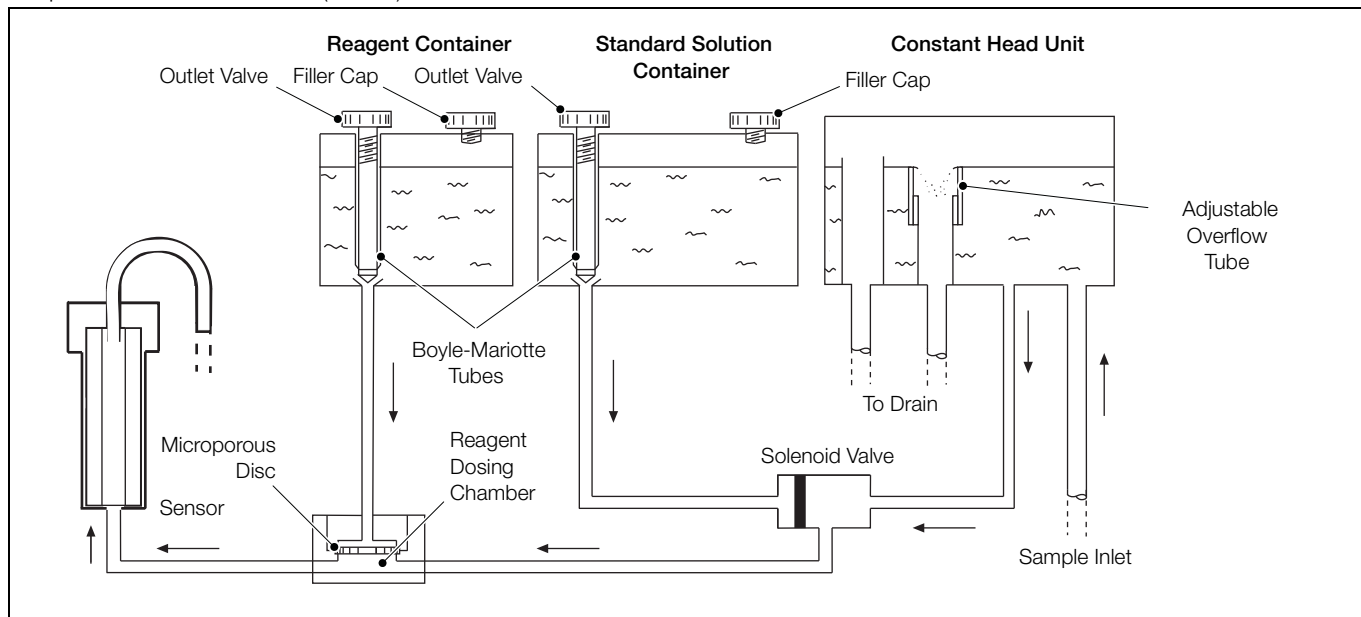 Reagent Container
Standard Solution
Container
Constant Head Unit
Outlet Valve
Filler Cap
Outlet Valve
Filler Cap
Adjustable
Overflow
Tube
Boyle-Mariotte
Tubes
To Drain
Microporous
Disc
Reagent
Dosing
Chamber
Solenoid Valve
Sensor
Sample Inlet